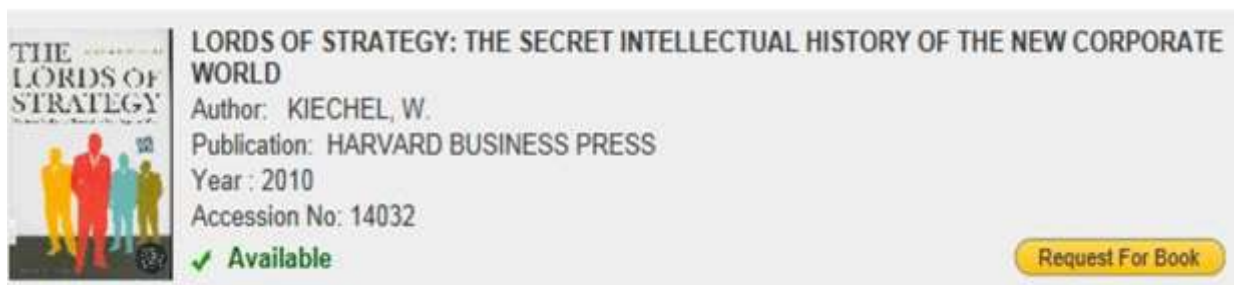 THE
LORDS OF
STRATEGY
LORDS OF STRATEGY: THE SECRET INTELLECTUAL HISTORY OF THE NEW CORPORATE
WORLD
Author: KIECHEL, W.
Publication: HARVARD BUSINESS PRESS
Year : 2010
Accession No: 14032
Available
Request For Book